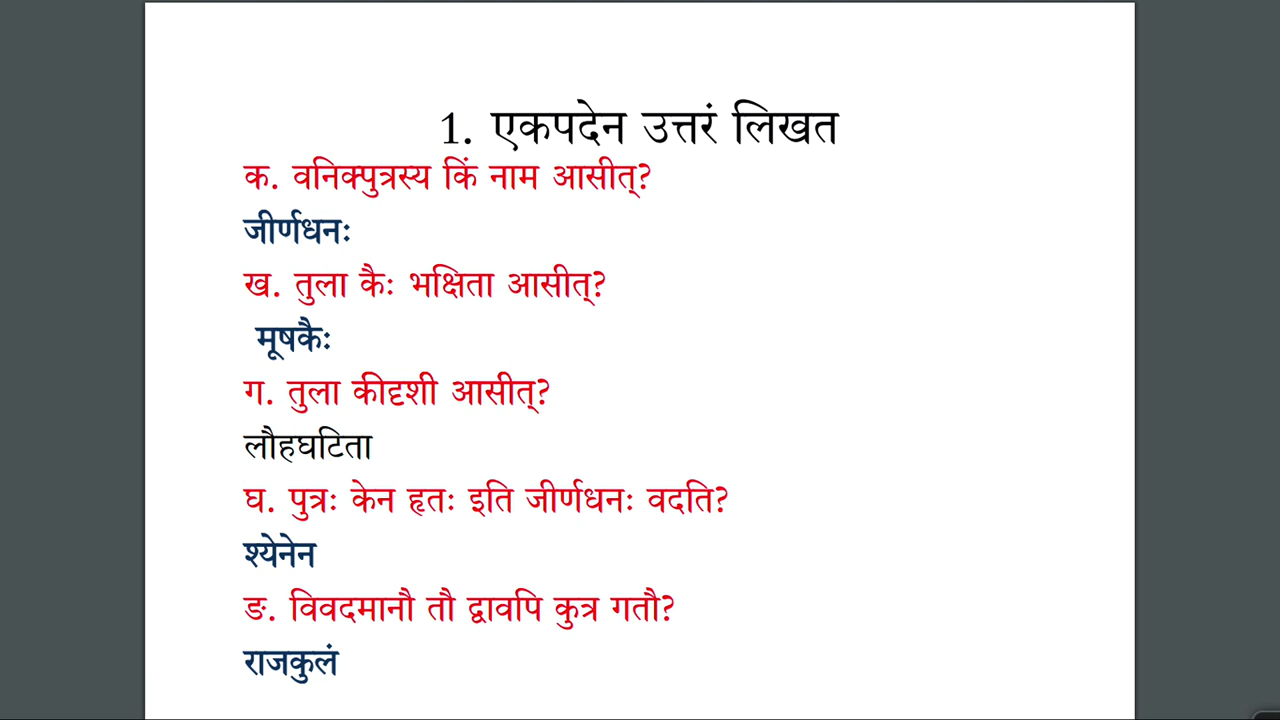 1. एकपदेन उत्तरं लिखत
क. वनिक्पुत्रस्य किं नाम आसीत्?
जीर्णधनः
ख. तुला कैः भक्षिता आसीत्?
मूषकैः
ग. तुला कीदृशी आसीत्?
लौहघटिता
घ. पुत्रः केन हृतः इति जीर्णधनः वदति?
श्येनेन
ङ. विवदमानौ तौ द्वावपि कुत्र गतौ?
राजकुलं